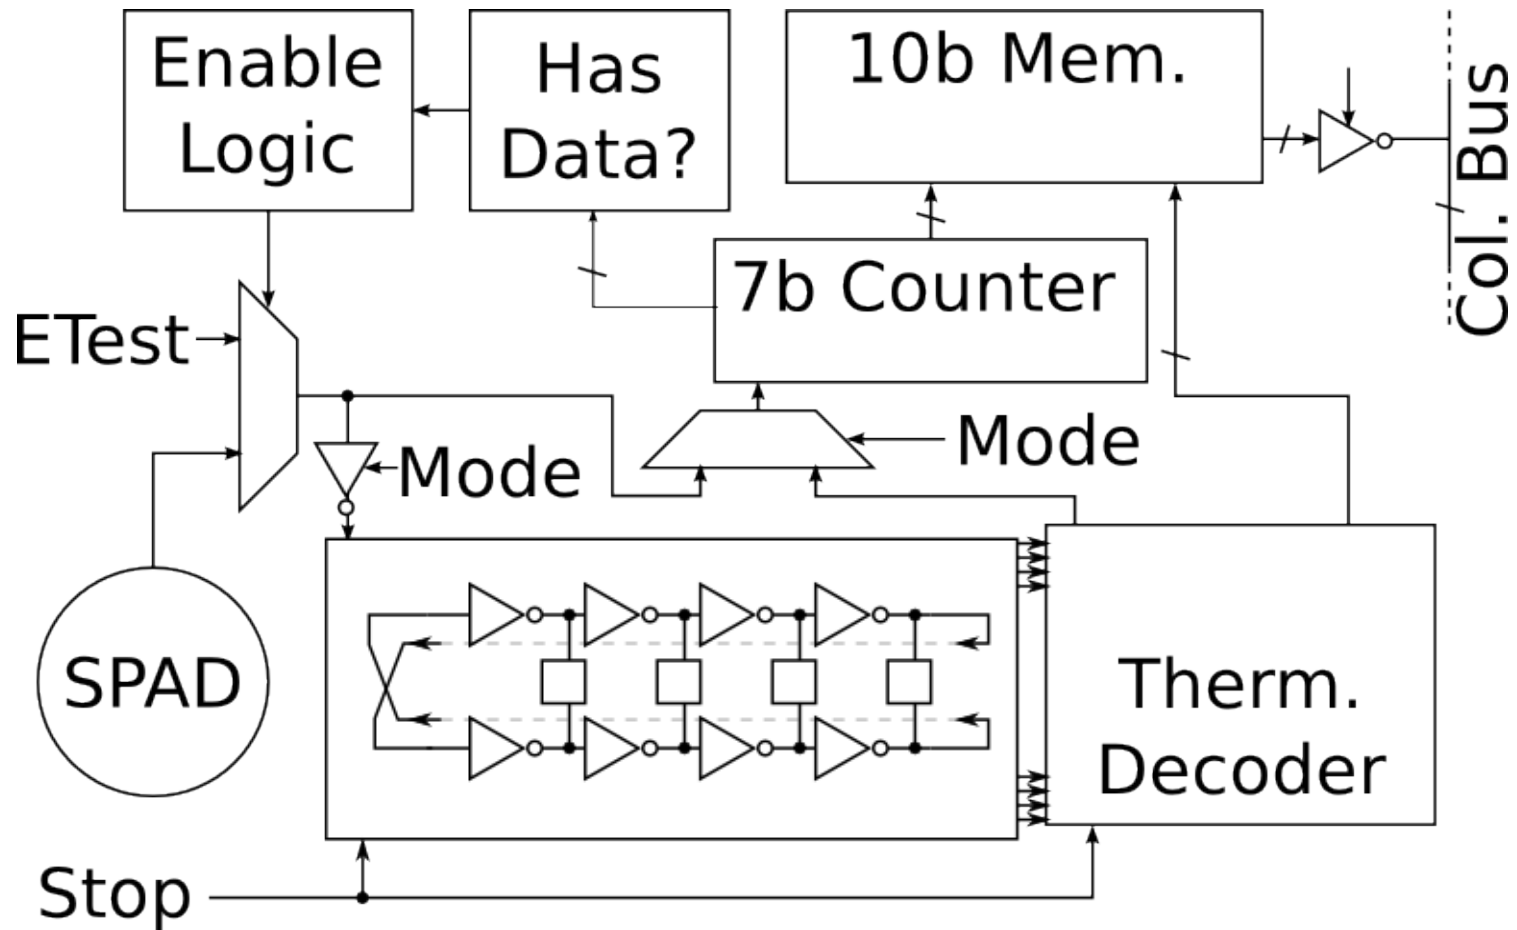 Enable
Logic
Has
Data?
10b Mem.
Col. Bus
7b Counter
ETest
Mode
Mode
SPAD
Therm.
Decoder
Stop